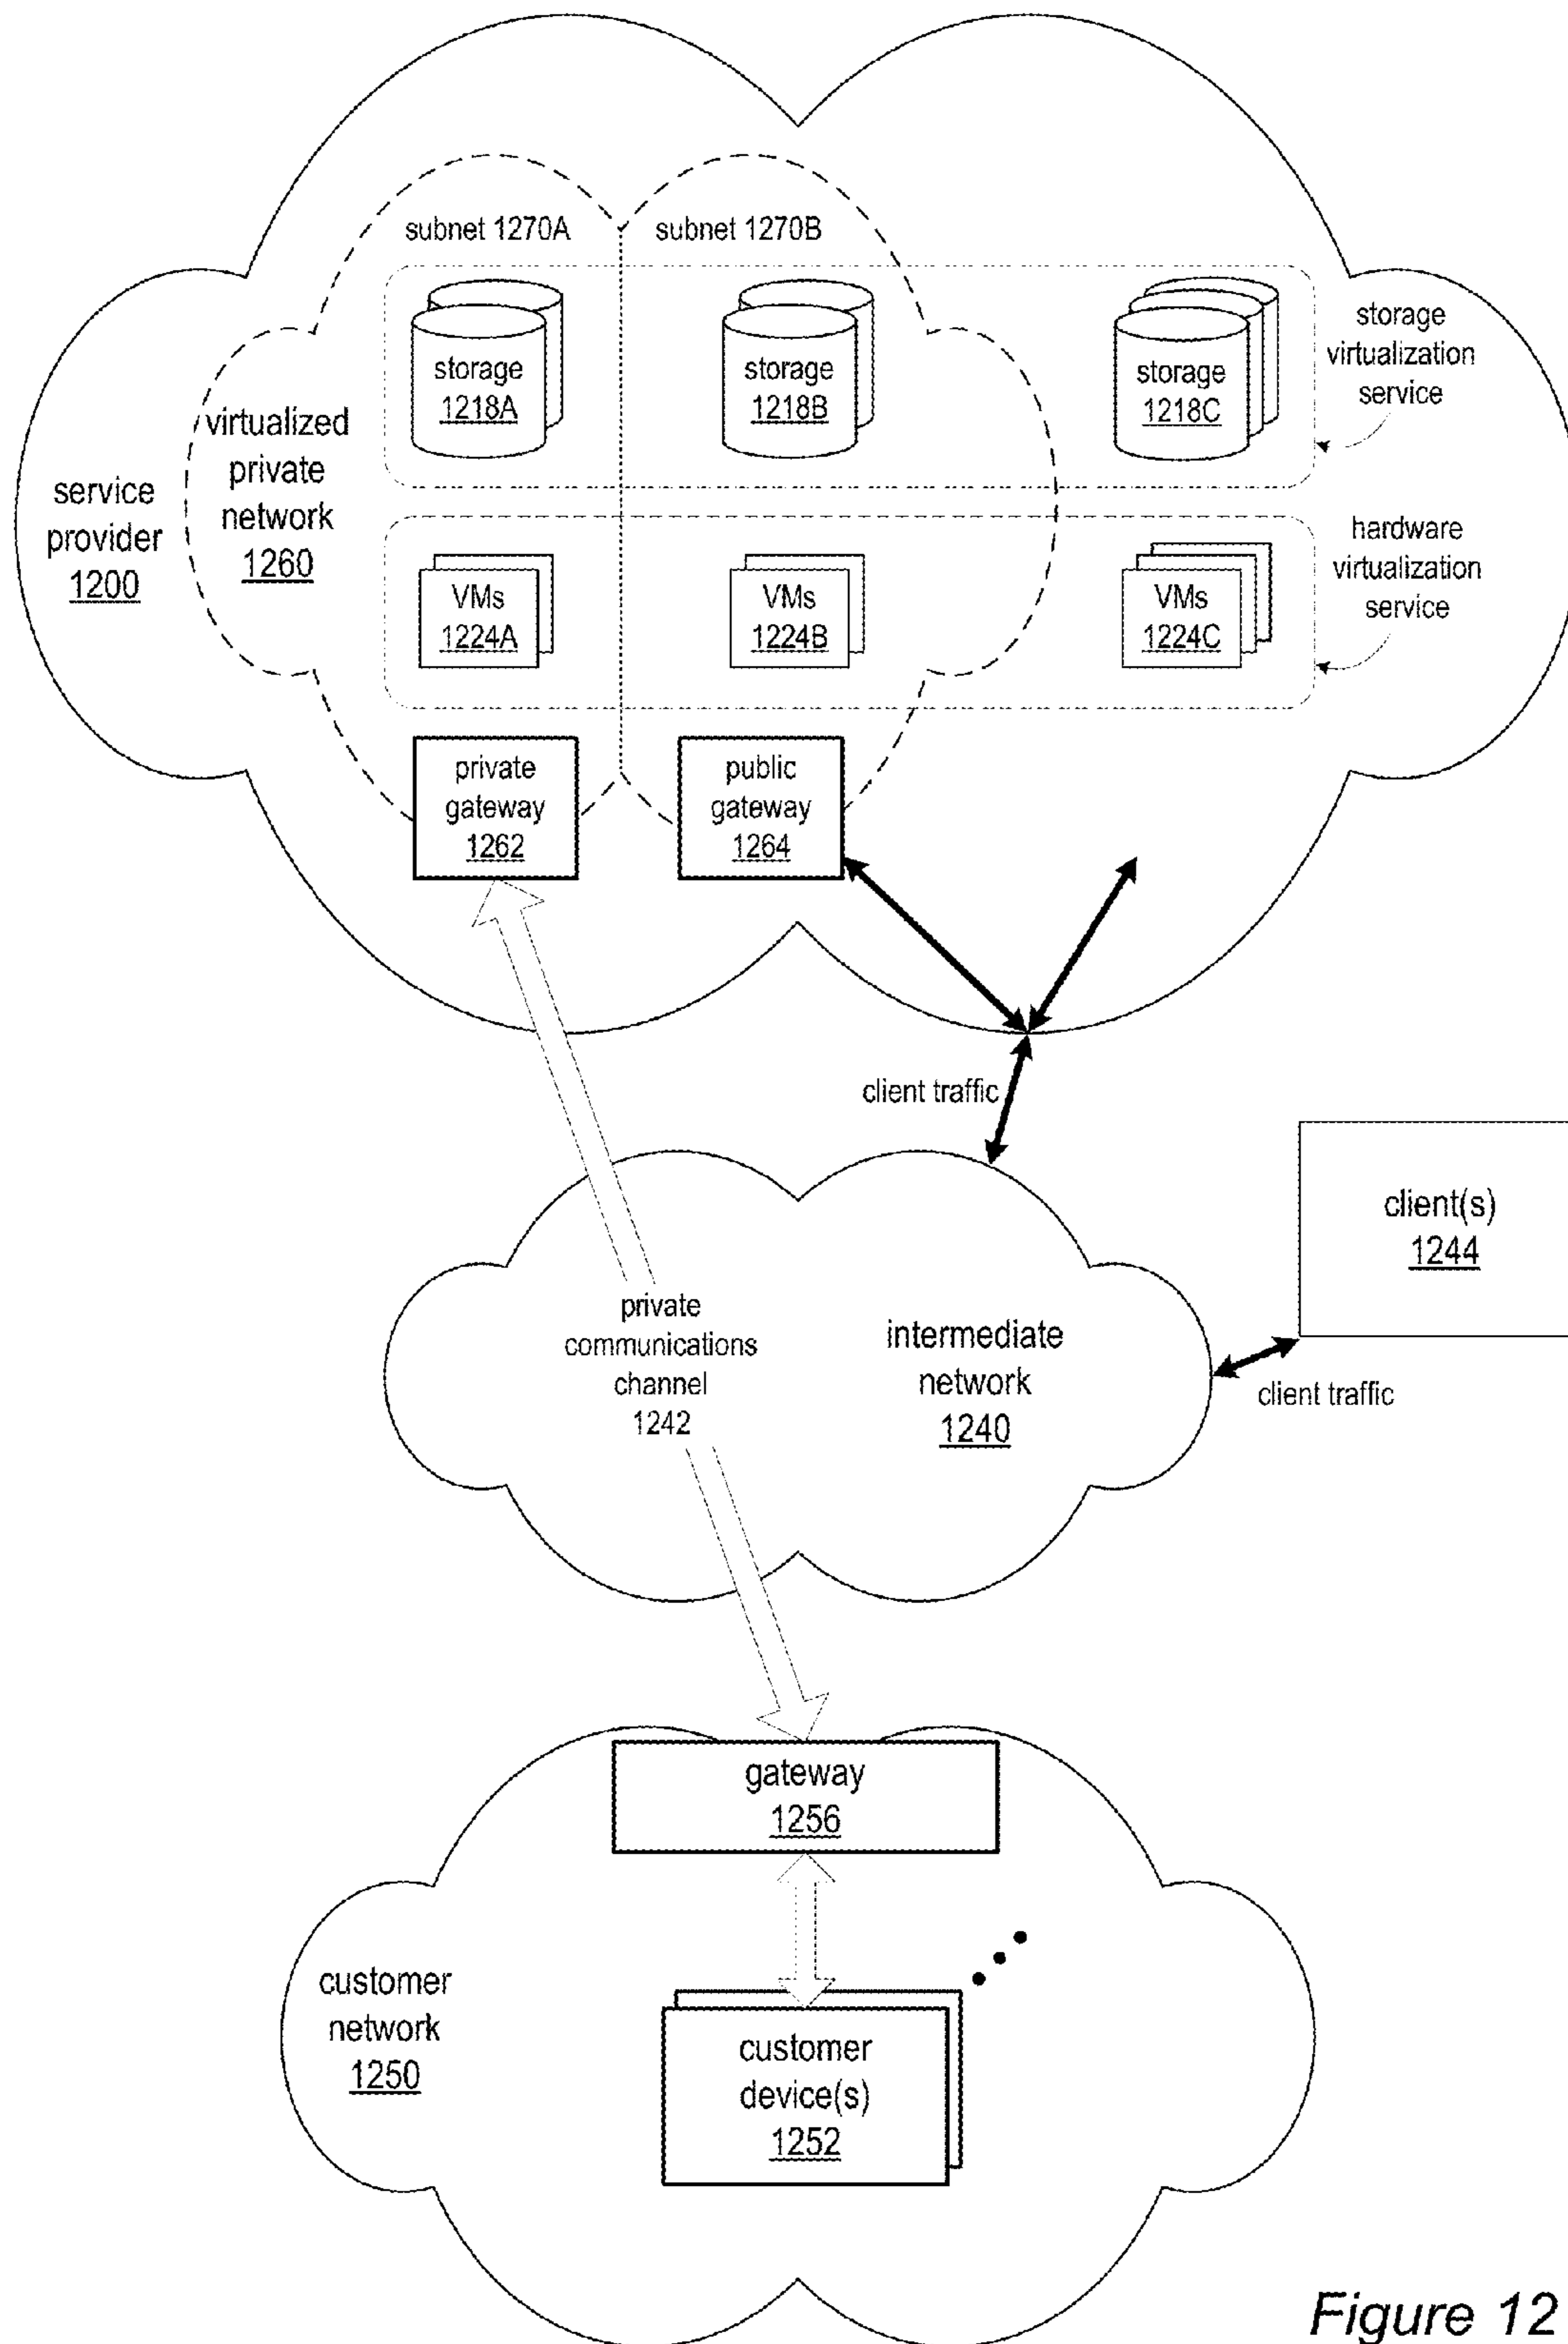 subnet 1270A
subnet 1270B
storage
1218A
storage
1218B
storage
1218C
storage
virtualization
service
service
provider
1200
virtualized
private
network
1260
VMs
1224A
VMs
1224B
VMs
1224C
hardware
virtualization
service
private
gateway
1262
public
gateway
1264
client traffic
client(s)
1244
private
communications
channel
1242
intermediate
network
1240
client traffic
gateway
1256
customer
network
1250
customer
device(s)
1252
Figure 12